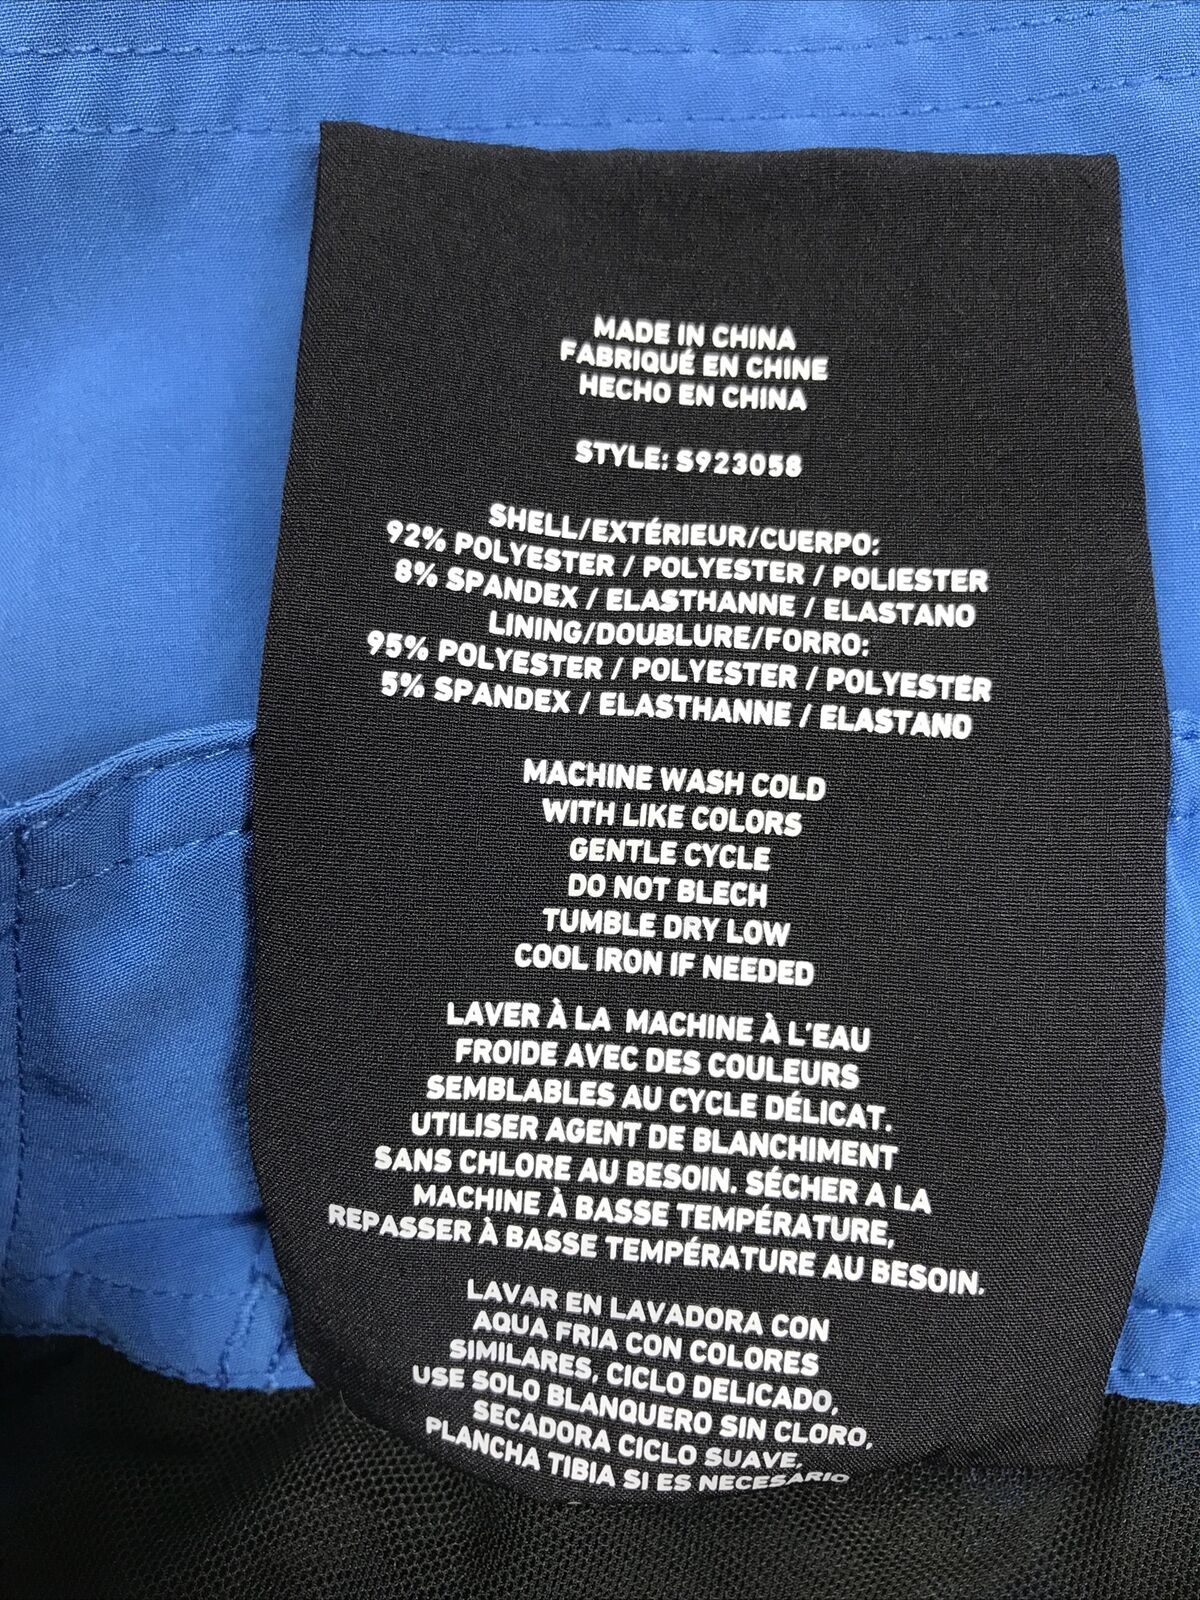 MADE IN CHINA
FABRIQUÉ EN CHINE
HECHO EN CHINA
STYLE: S923058
SHELL/EXTÉRIEUR/CUERPO:
92% POLYESTER / POLYESTER / POLIESTER
8% SPANDEX / ELASTHANNE / ELASTANO
LINING/DOUBLURE/FORRO:
95% POLYESTER / POLYESTER / POLYESTÉR
5% SPANDEX / ELASTHANNE / ELASTANO
MACHINE WASH COLD
WITH LIKE COLORS
GENTLE CYCLE
DO NOT BLECH
TUMBLE DRY LOW
COOL IRON IF NEEDED
LAVER À LA MACHINE À L'EAU
FROIDE AVEC DES COULEURS
SEMBLABLES AU CYCLE DÉLICAT.
UTILISER AGENT DE BLANCHIMENT
SANS CHLORE AU BESOIN. SÉCHER A LA
MACHINE À BASSE TEMPÉRATURE,
REPASSER À BASSE TEMPÉRATURE AU BESOIN.
LAVAR EN LAVADORA CON
AQUA FRIA CON COLORES
SIMILARES, CICLO DELICADO,
USE SOLO BLANQUERO SIN CLORO,
SECADORA CICLO SUAVE,
PLANCHA TIBIA SI ES NECESARIO